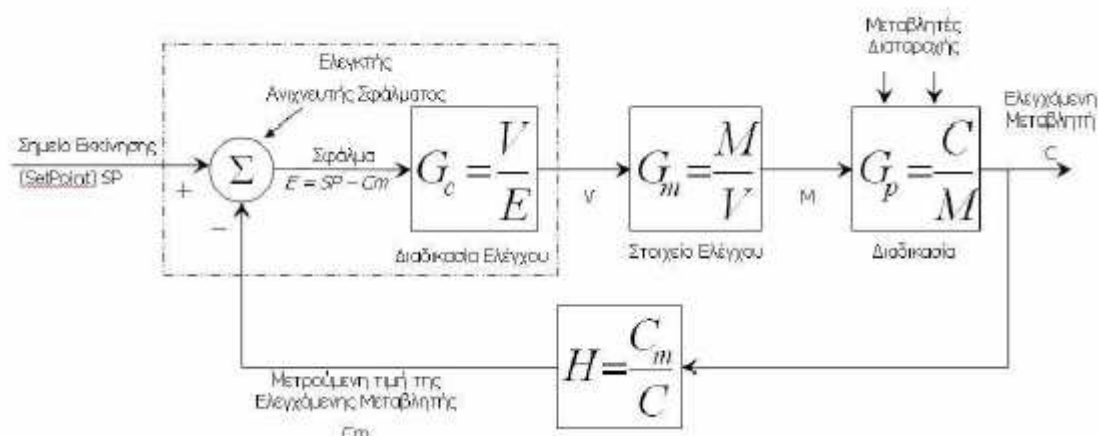 Μεταβλητές
Διαταραχής
Ελεγκτής
Ανιχνευτής Σφάλματος
Ελεγχόμενη
Μεταβλητή
C
Σημείο Εκκίνησης
(SetPoint) SP
+
−
Σ
Σφάλμα
E = SP − Cm
G_c = V/E
V
G_m = M/V
M
G_p = C/M
Διαδικασία Ελέγχου
Στοιχείο Ελέγχου
Διαδικασία
H = C_m/C
Μετρούμενη τιμή της
Ελεγχόμενης Μεταβλητής
Cm